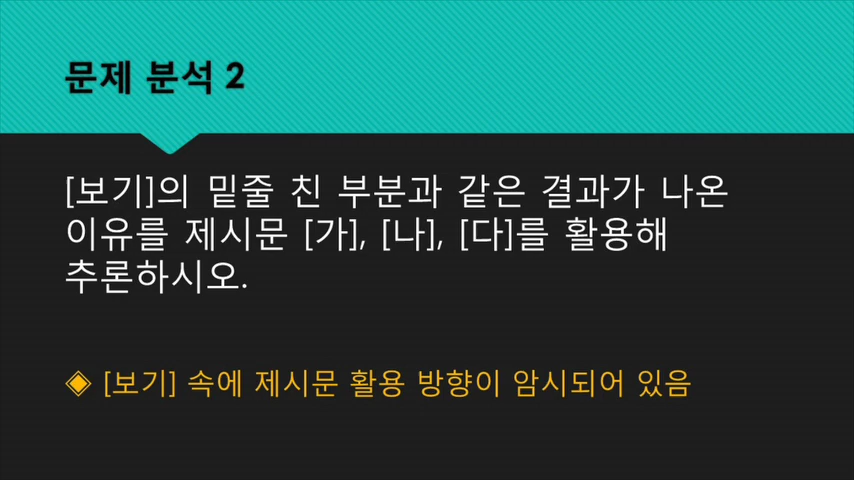 문제 분석 2
[보기]의 밑줄 친 부분과 같은 결과가 나온
이유를 제시문 [가], [나], [다]를 활용해
추론하시오.
◈ [보기] 속에 제시문 활용 방향이 암시되어 있음